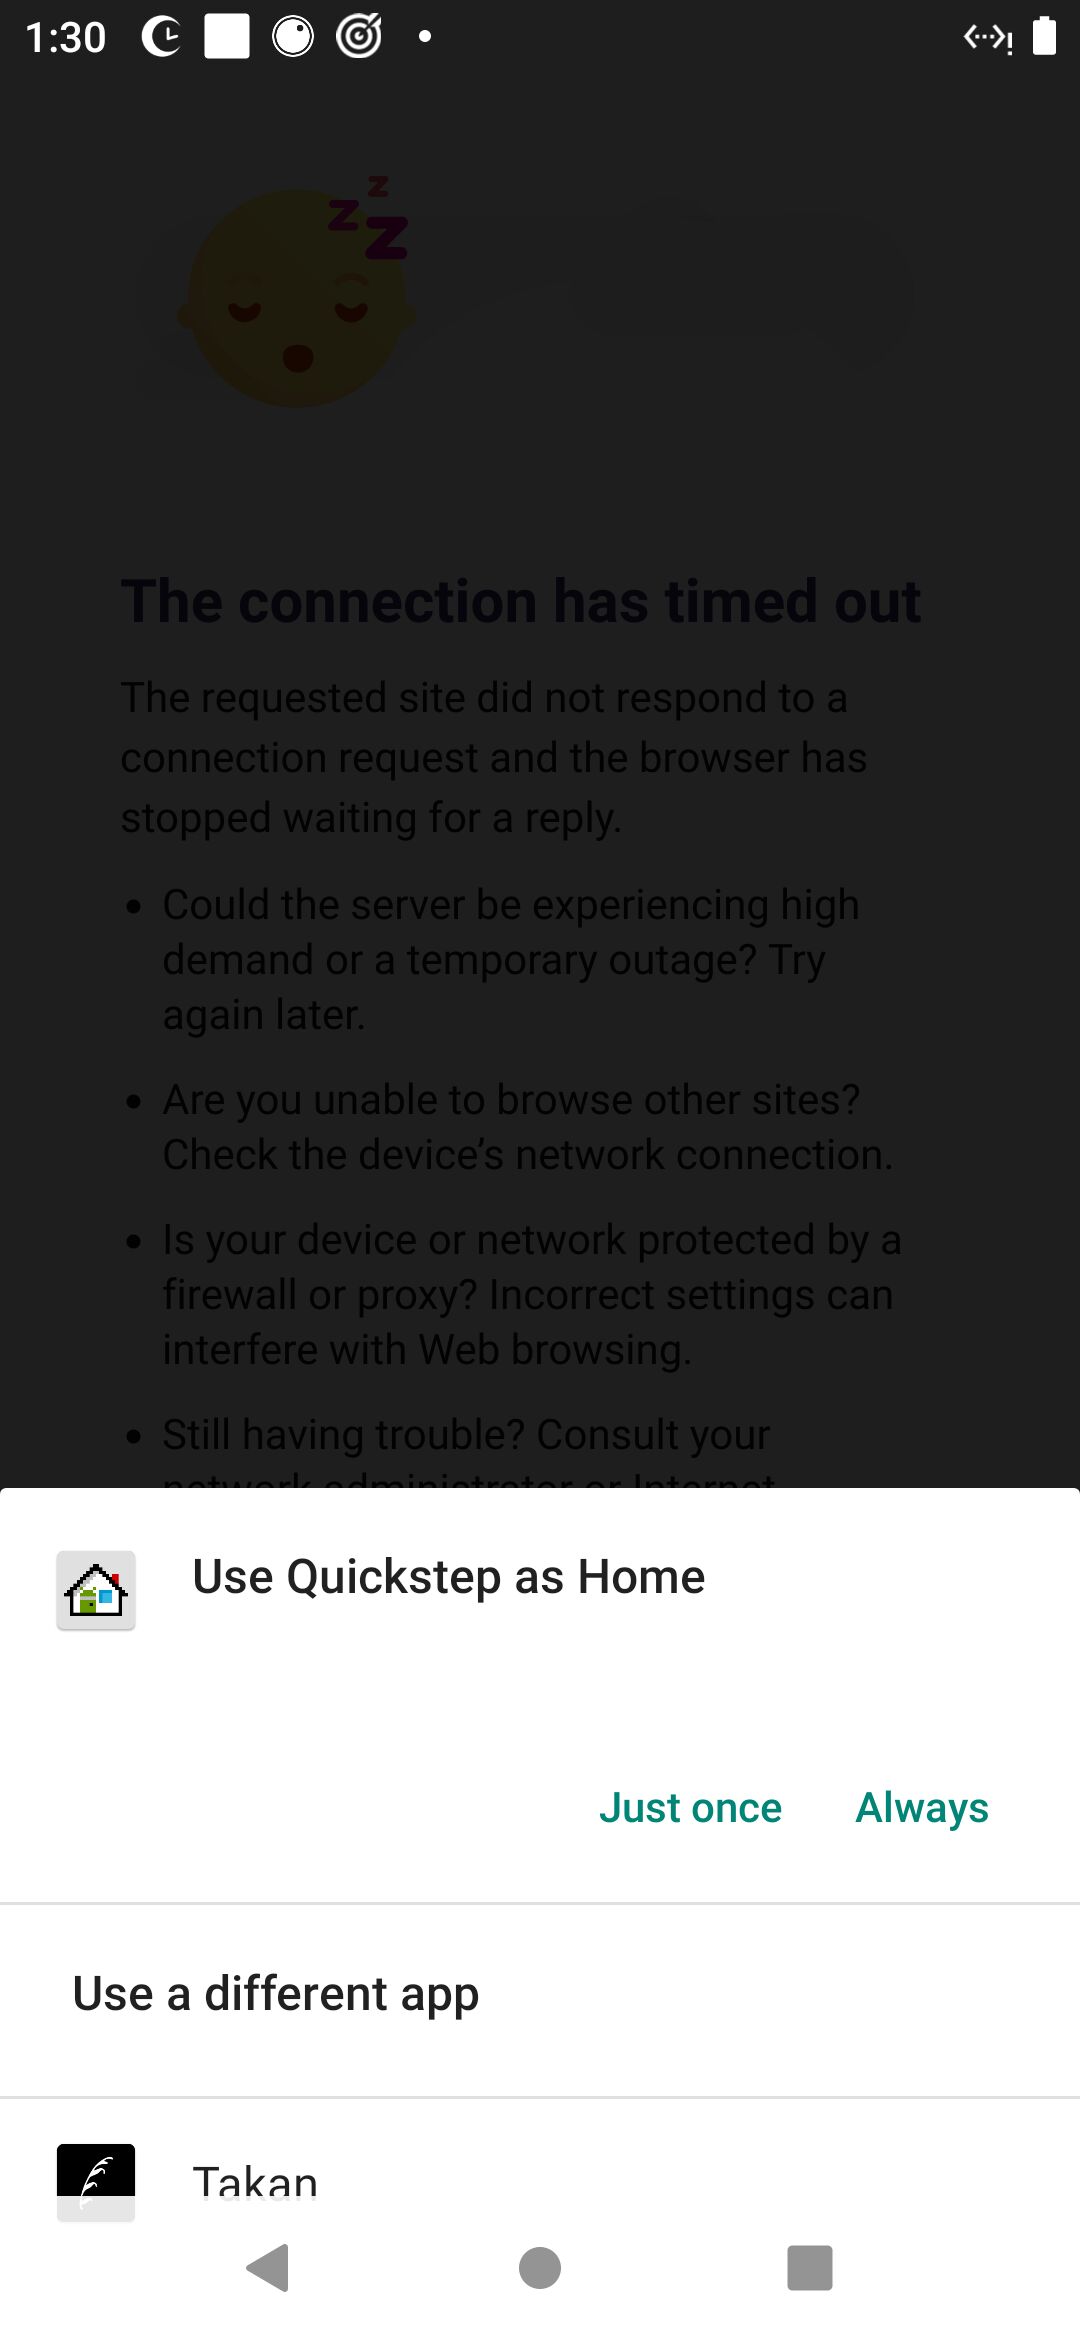 1:30
z
z
z
The connection has timed out
The requested site did not respond to a
connection request and the browser has
stopped waiting for a reply.
• Could the server be experiencing high
demand or a temporary outage? Try
again later.
• Are you unable to browse other sites?
Check the device’s network connection.
• Is your device or network protected by a
firewall or proxy? Incorrect settings can
interfere with Web browsing.
• Still having trouble? Consult your
network administrator or Internet
Use Quickstep as Home
Just once Always
Use a different app
Takan